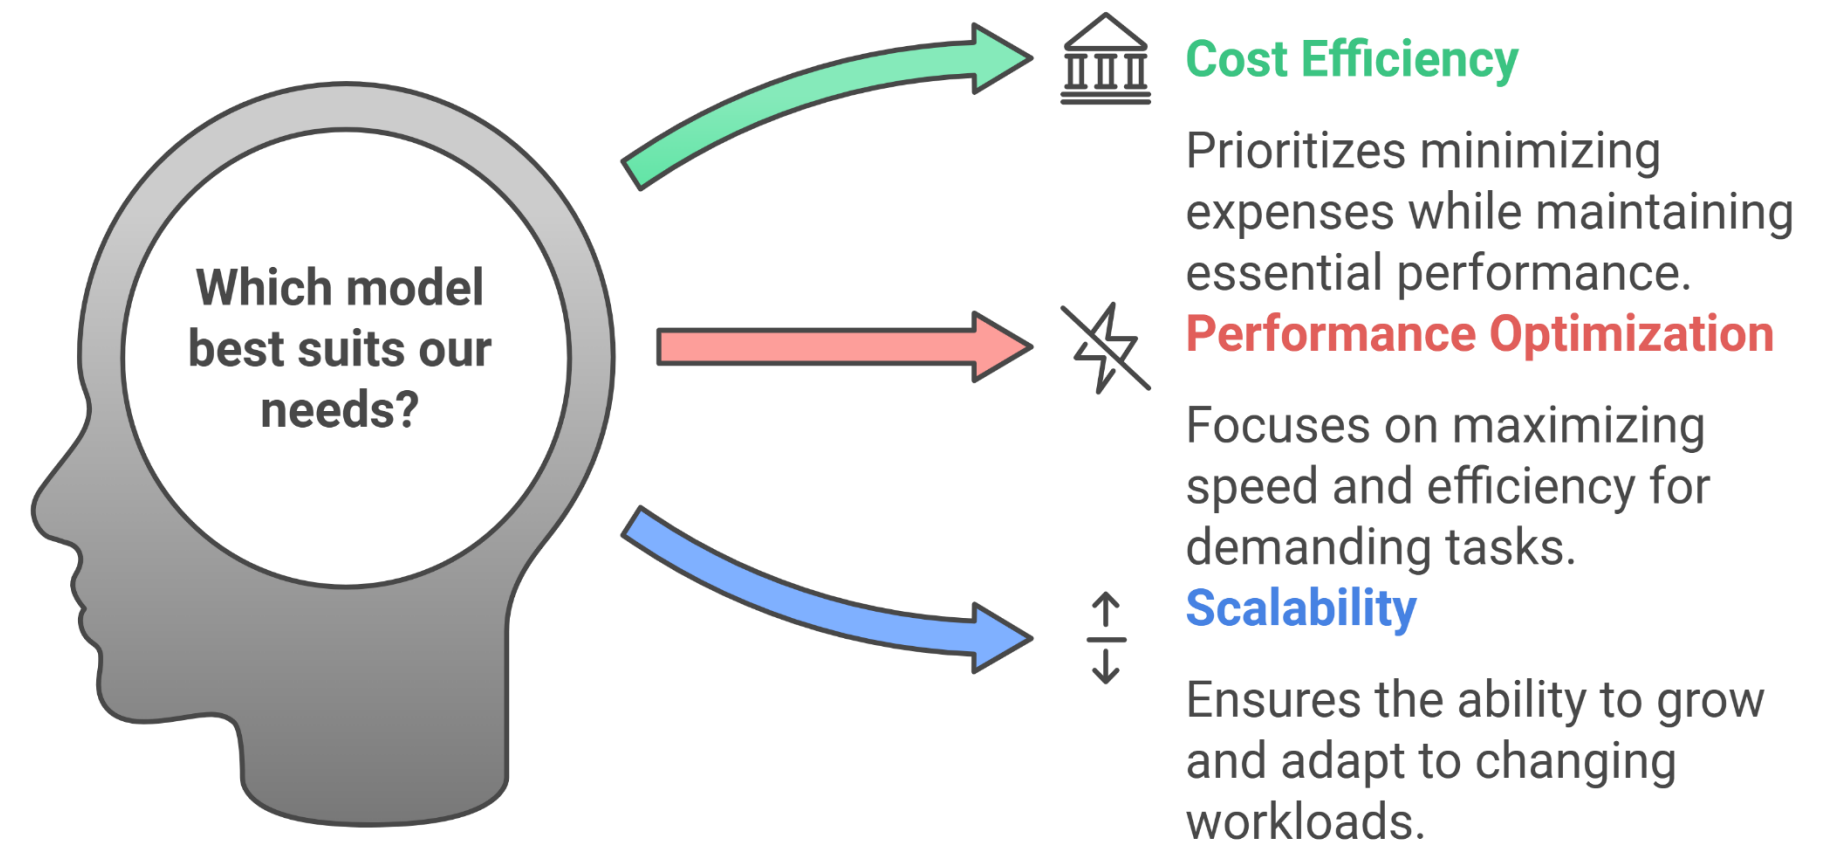 Which model
best suits our
needs?
Cost Efficiency
Prioritizes minimizing
expenses while maintaining
essential performance.
Performance Optimization
Focuses on maximizing
speed and efficiency for
demanding tasks.
Scalability
Ensures the ability to grow
and adapt to changing
workloads.